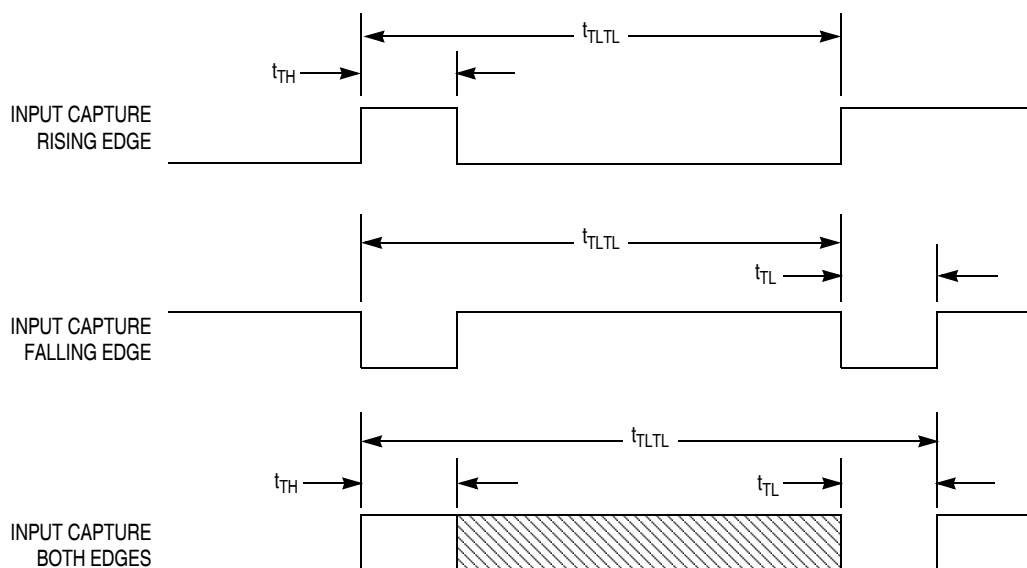 tTLTL
tTH
INPUT CAPTURE
RISING EDGE
tTLTL
tTL
INPUT CAPTURE
FALLING EDGE
tTLTL
tTH
tTL
INPUT CAPTURE
BOTH EDGES